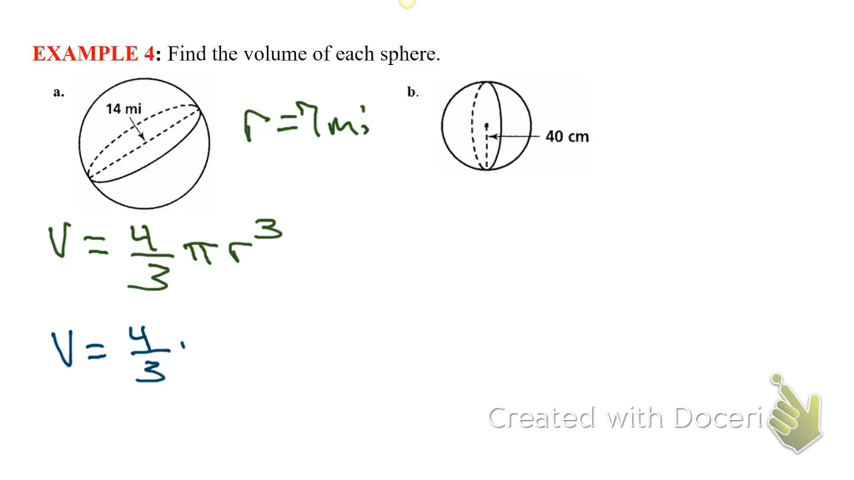 EXAMPLE 4: Find the volume of each sphere.
a.
14 mi
r = 7 mi
b.
40 cm
V = 4/3 π r³
V = 4/3 ·
Created with Doceri